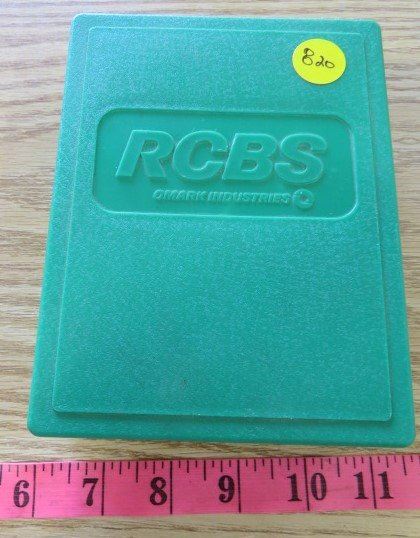 820
RCBS
OMARK INDUSTRIES
6 7 8 9 10 11